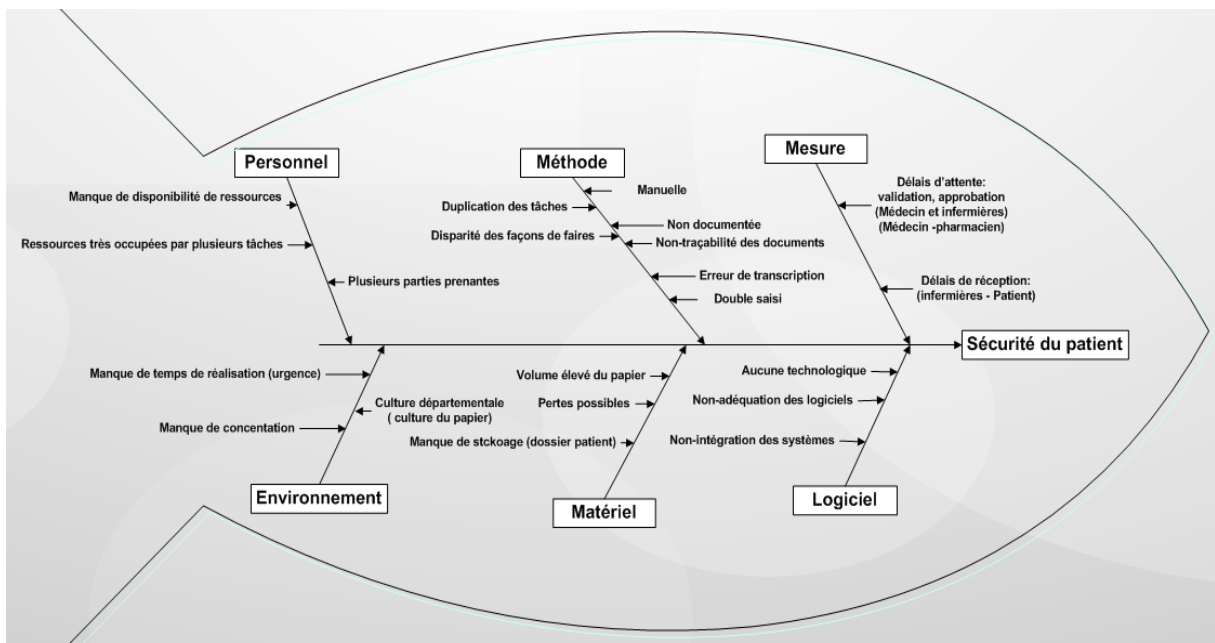 Personnel
Manque de disponibilité de ressources
Ressources très occupées par plusieurs tâches
Plusieurs parties prenantes
Méthode
Manuelle
Duplication des tâches
Non documentée
Disparité des façons de faires
Non-traçabilité des documents
Erreur de transcription
Double saisi
Mesure
Délais d'attente:
validation, approbation
(Médecin et infermières)
(Médecin -pharmacien)
Délais de réception:
(infermières - Patient)
Sécurité du patient
Manque de temps de réalisation (urgence)
Culture départementale
( culture du papier)
Manque de concentation
Environnement
Volume élevé du papier
Pertes possibles
Manque de stckoage (dossier patient)
Matériel
Aucune technologique
Non-adéquation des logiciels
Non-intégration des systèmes
Logiciel